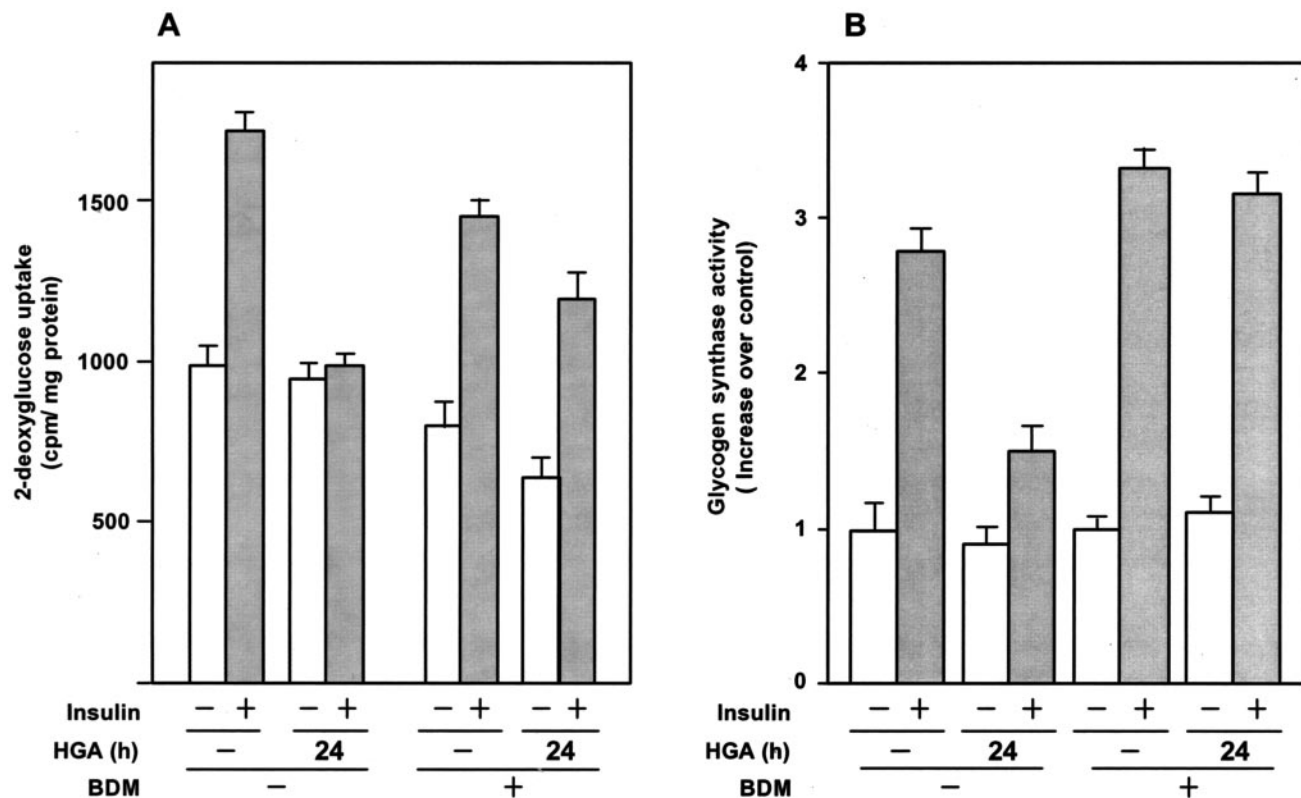 A
2-deoxyglucose uptake
(cpm/ mg protein)
1500
1000
500
Insulin − + − + − + − +
HGA (h) − 24 − 24
BDM − +
B
Glycogen synthase activity
( Increase over control)
4
3
2
1
0
Insulin − + − + − + − +
HGA (h) − 24 − 24
BDM − +